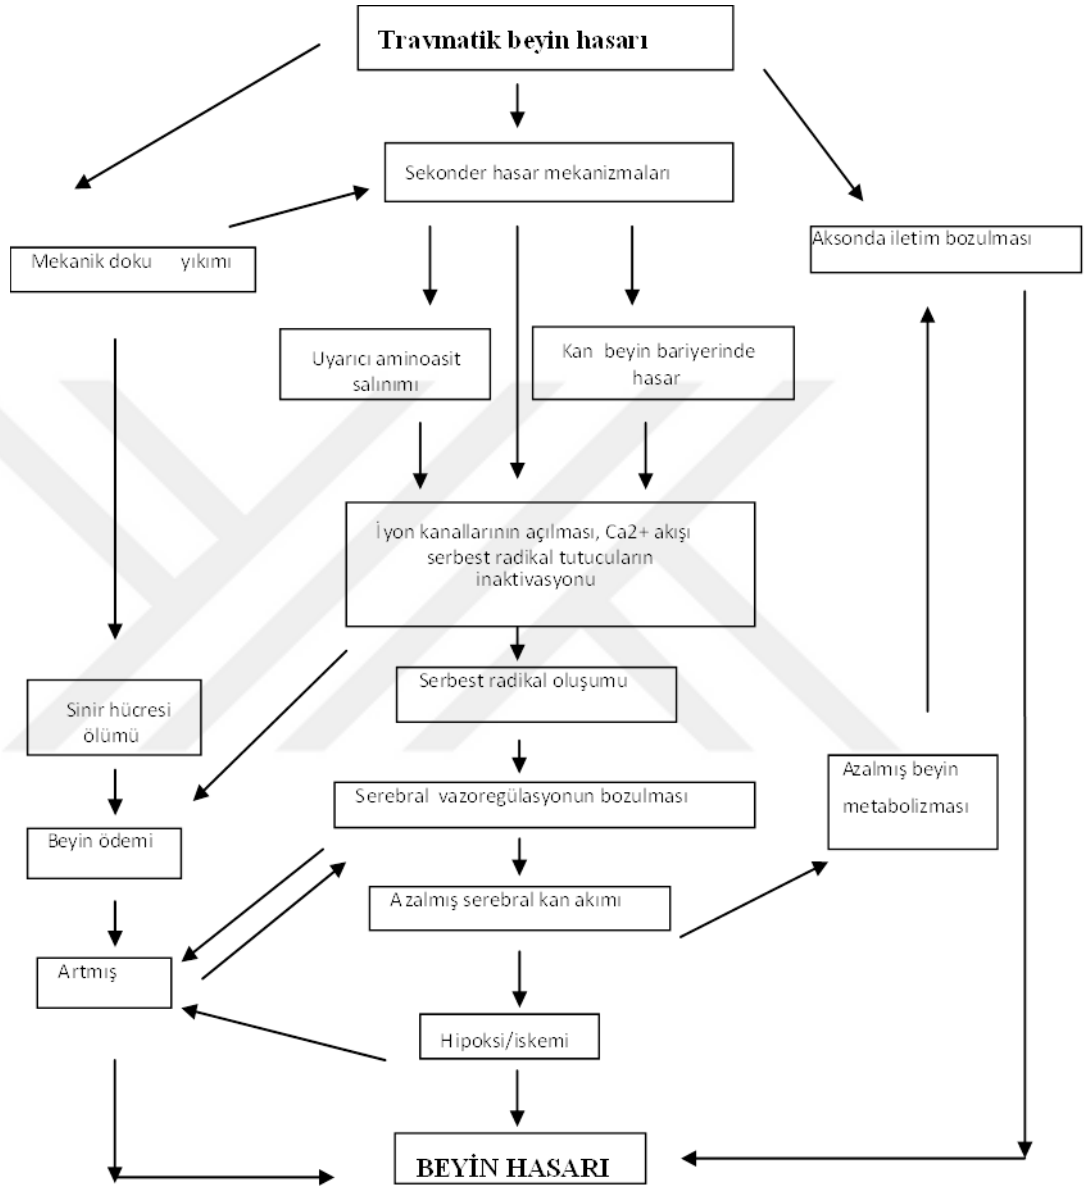 Travmatik beyin hasarı
Sekonder hasar mekanizmaları
Mekanik doku yıkımı
Aksonda iletim bozulması
Uyarıcı aminoasit
salınımı
Kan beyin bariyerinde
hasar
İyon kanallarının açılması, Ca2+ akışı
serbest radikal tutucuların
inaktivasyonu
Serbest radikal oluşumu
Sinir hücresi
ölümü
Serebral vazoregülasyonun bozulması
Azalmış beyin
metabolizması
Beyin ödemi
Azalmış serebral kan akımı
Artmış
Hipoksi/iskemi
BEYİN HASARI